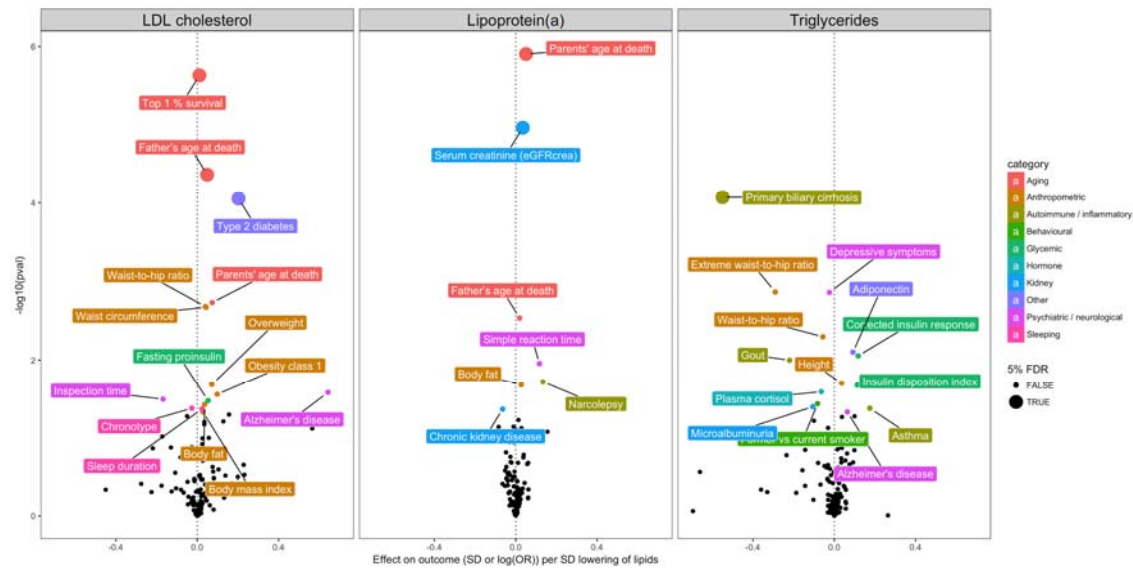 LDL cholesterol
Lipoprotein(a)
Triglycerides
-log10(pval)
6
4
2
0
Top 1 % survival
Father's age at death
Type 2 diabetes
Waist-to-hip ratio
Parents' age at death
Waist circumference
Overweight
Fasting proinsulin
Obesity class 1
Inspection time
Chronotype
Alzheimer's disease
Sleep duration
Body fat
Body mass index
-0.4
0.0
0.4
Parents' age at death
Serum creatinine (eGFRcrea)
Father's age at death
Simple reaction time
Body fat
Narcolepsy
Chronic kidney disease
-0.4
0.0
0.4
Primary biliary cirrhosis
Depressive symptoms
Extreme waist-to-hip ratio
Adiponectin
Waist-to-hip ratio
Corrected insulin response
Gout
Height
Insulin disposition index
Plasma cortisol
Microalbuminuria
Former vs current smoker
Asthma
Alzheimer's disease
-0.4
0.0
0.4
Effect on outcome (SD or log(OR)) per SD lowering of lipids
category
a Aging
a Anthropometric
a Autoimmune / inflammatory
a Behavioural
a Glycemic
a Hormone
a Kidney
a Other
a Psychiatric / neurological
a Sleeping
5% FDR
FALSE
TRUE